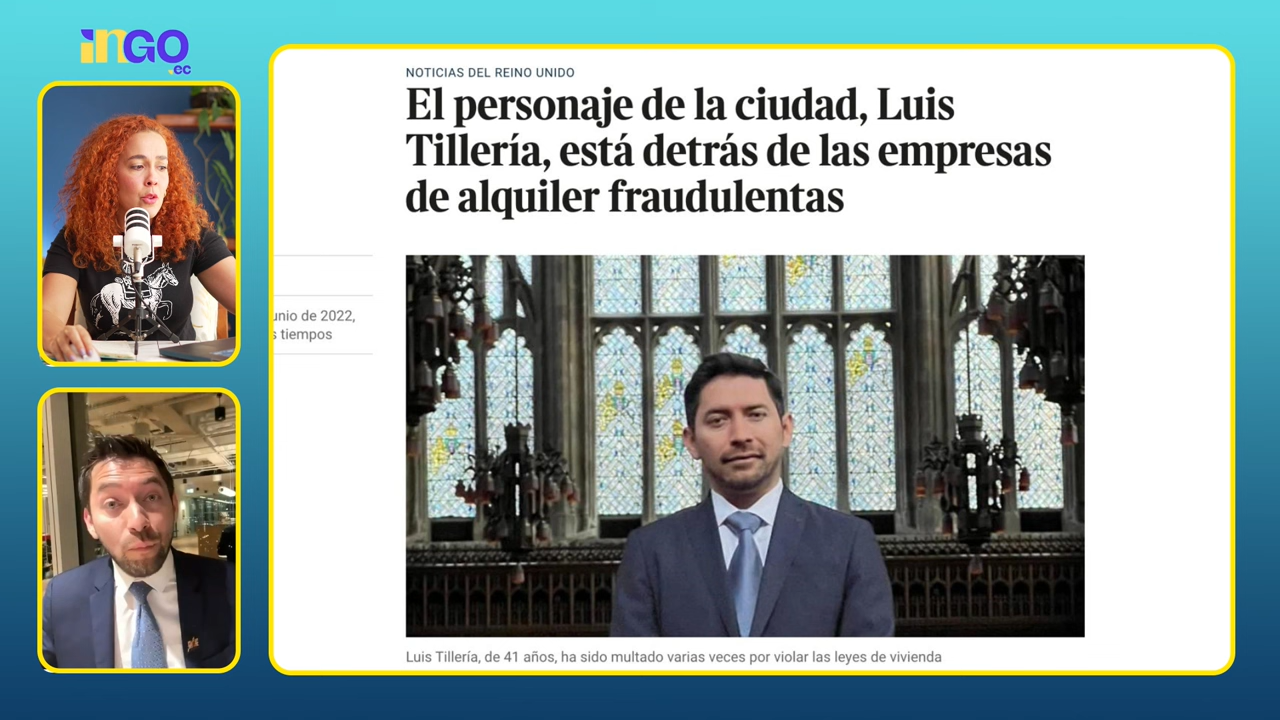 inGO
.ec
NOTICIAS DEL REINO UNIDO
El personaje de la ciudad, Luis
Tillería, está detrás de las empresas
de alquiler fraudulentas
unio de 2022,
s tiempos
Luis Tillería, de 41 años, ha sido multado varias veces por violar las leyes de vivienda